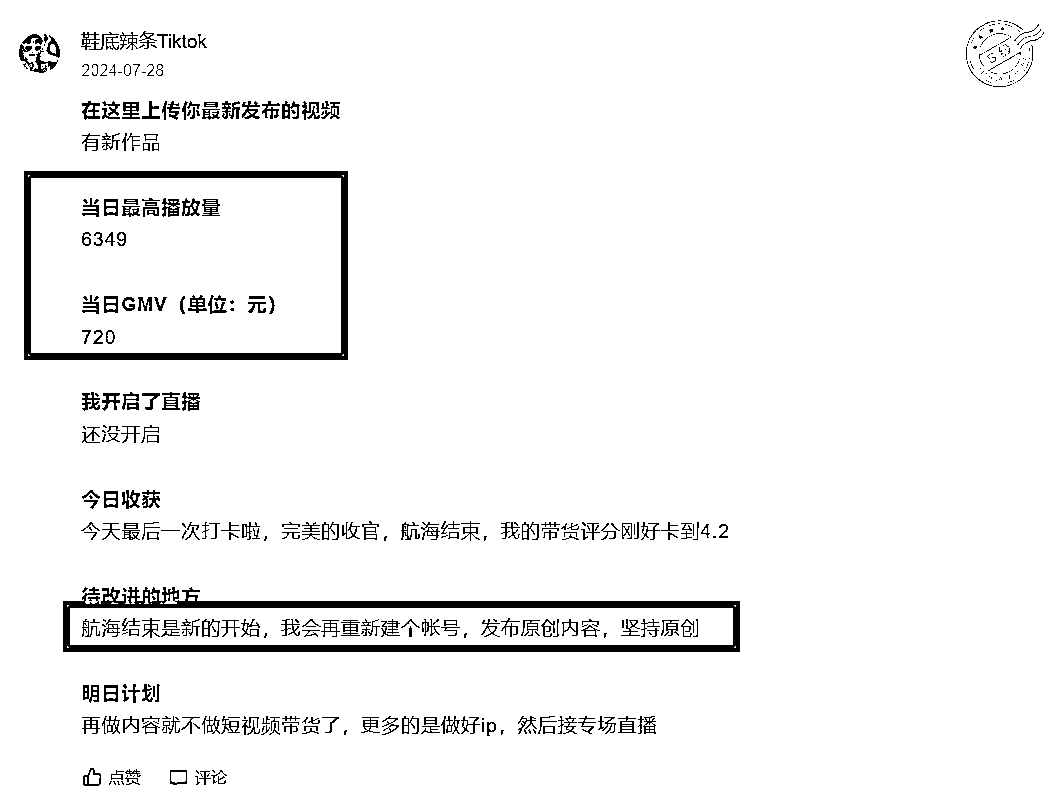 鞋底辣条Tiktok
2024-07-28
在这里上传你最新发布的视频
有新作品
当日最高播放量
6349
当日GMV（单位：元）
720
我开启了直播
还没开启
今日收获
今天最后一次打卡啦，完美的收官，航海结束，我的带货评分刚好卡到4.2
待改进的地方
航海结束是新的开始，我会再重新建个帐号，发布原创内容，坚持原创
明日计划
再做内容就不做短视频带货了，更多的是做好ip，然后接专场直播
点赞 评论